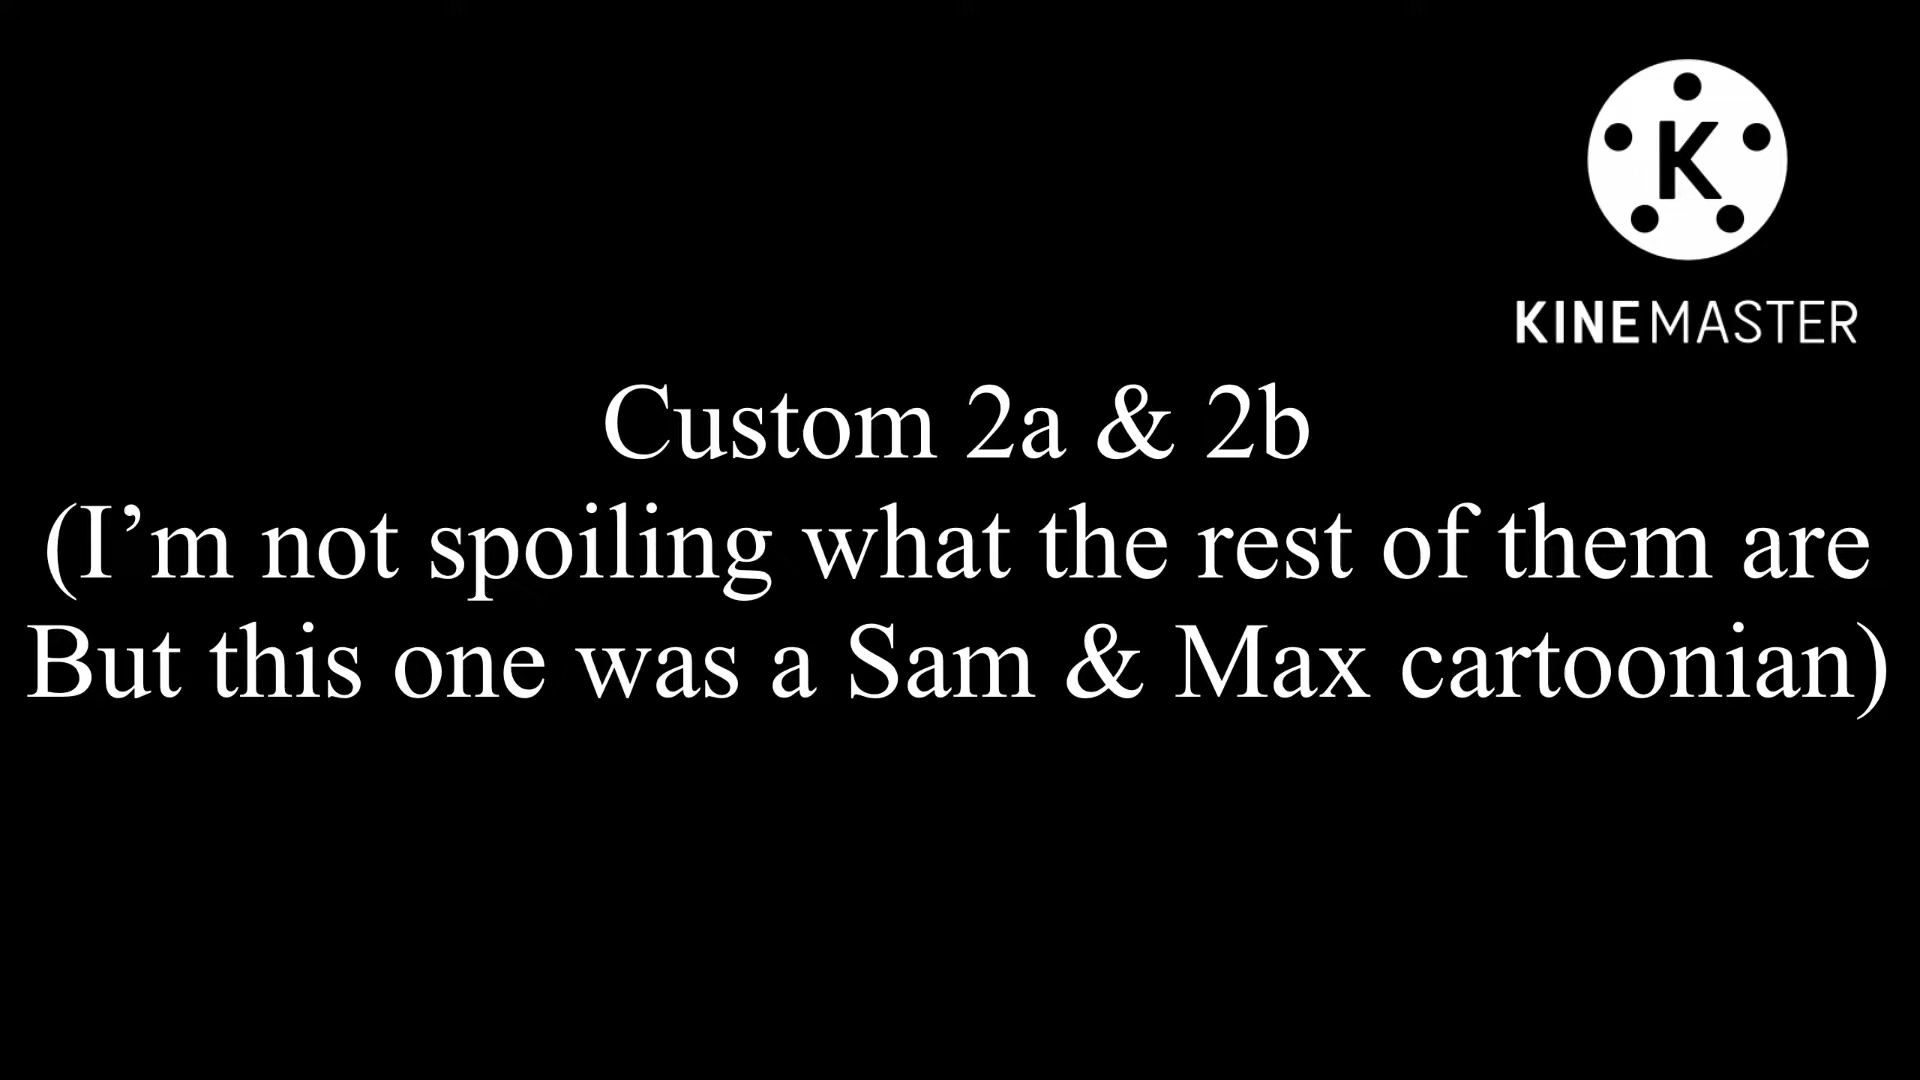 K
KINEMASTER
Custom 2a & 2b
(I’m not spoiling what the rest of them are
But this one was a Sam & Max cartoonian)